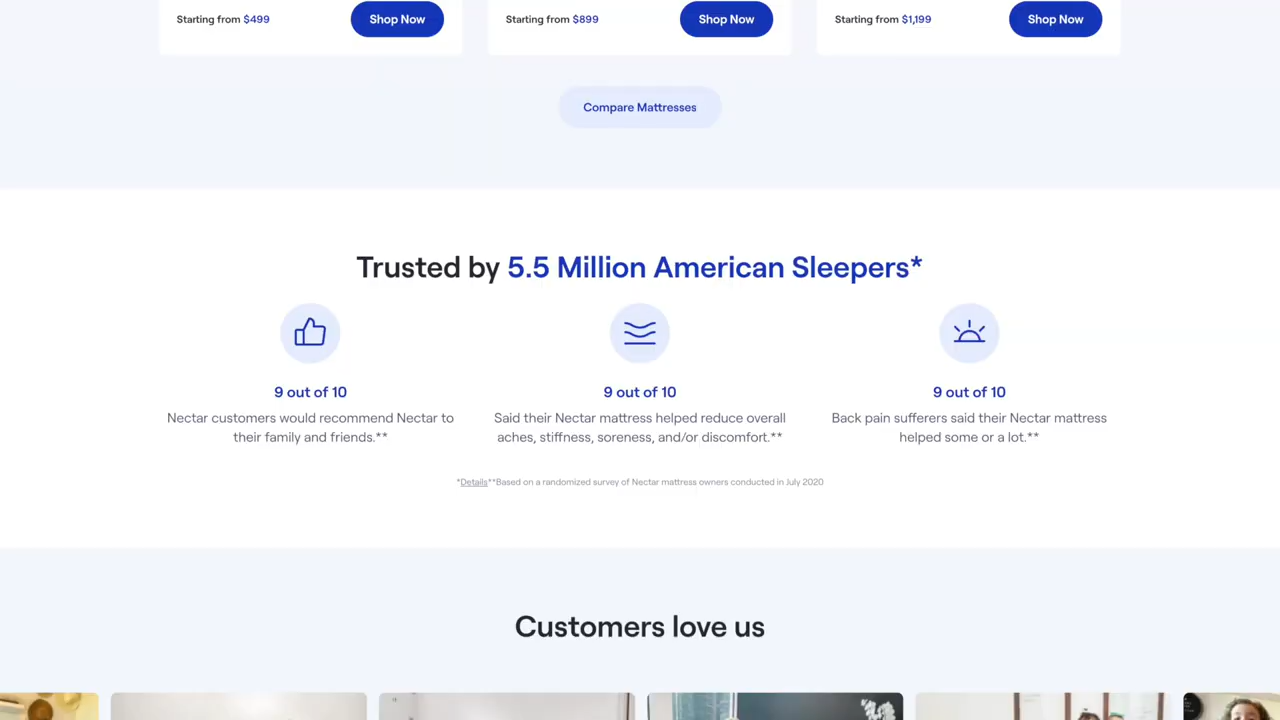 Starting from $499
Shop Now
Starting from $899
Shop Now
Starting from $1,199
Shop Now
Compare Mattresses
Trusted by 5.5 Million American Sleepers*
9 out of 10
Nectar customers would recommend Nectar to
their family and friends.**
9 out of 10
Said their Nectar mattress helped reduce overall
aches, stiffness, soreness, and/or discomfort.**
9 out of 10
Back pain sufferers said their Nectar mattress
helped some or a lot.**
*Details**Based on a randomized survey of Nectar mattress owners conducted in July 2020
Customers love us